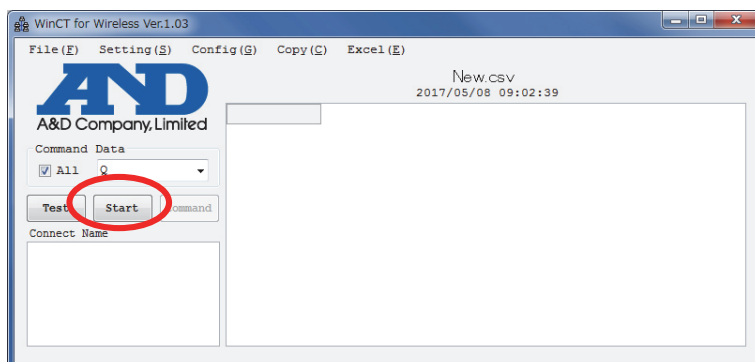 WinCT for Wireless Ver.1.03
File(F) Setting(S) Config(G) Copy(C) Excel(E)
AND
A&D Company, Limited
New.csv
2017/05/08 09:02:39
Command Data
All Q
Test Start Command
Connect Name